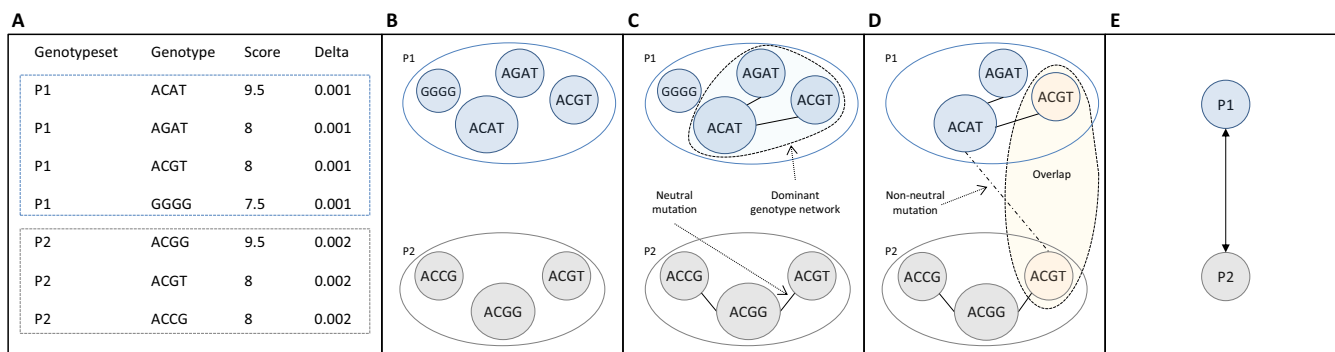 A
Genotypeset Genotype Score Delta
P1 ACAT 9.5 0.001
P1 AGAT 8 0.001
P1 ACGT 8 0.001
P1 GGGG 7.5 0.001
P2 ACGG 9.5 0.002
P2 ACGT 8 0.002
P2 ACCG 8 0.002
B
P1
AGAT
GGGG
ACGT
ACAT
P2
ACCG
ACGT
ACGG
C
P1
AGAT
GGGG
ACGT
ACAT
Neutral
mutation
Dominant
genotype network
P2
ACCG
ACGT
ACGG
D
P1
AGAT
ACGT
ACAT
Overlap
Non-neutral
mutation
P2
ACCG
ACGT
ACGG
E
P1
P2